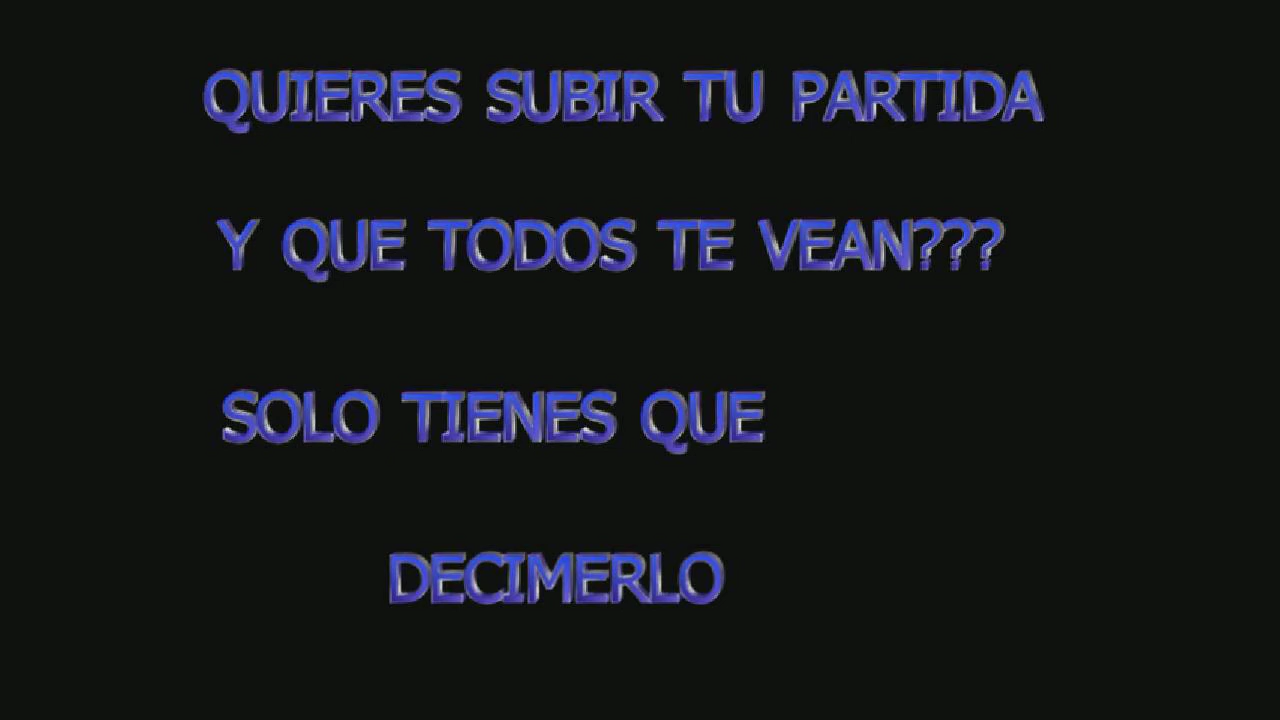 QUIERES SUBIR TU PARTIDA
Y QUE TODOS TE VEAN???
SOLO TIENES QUE
DECIMERLO